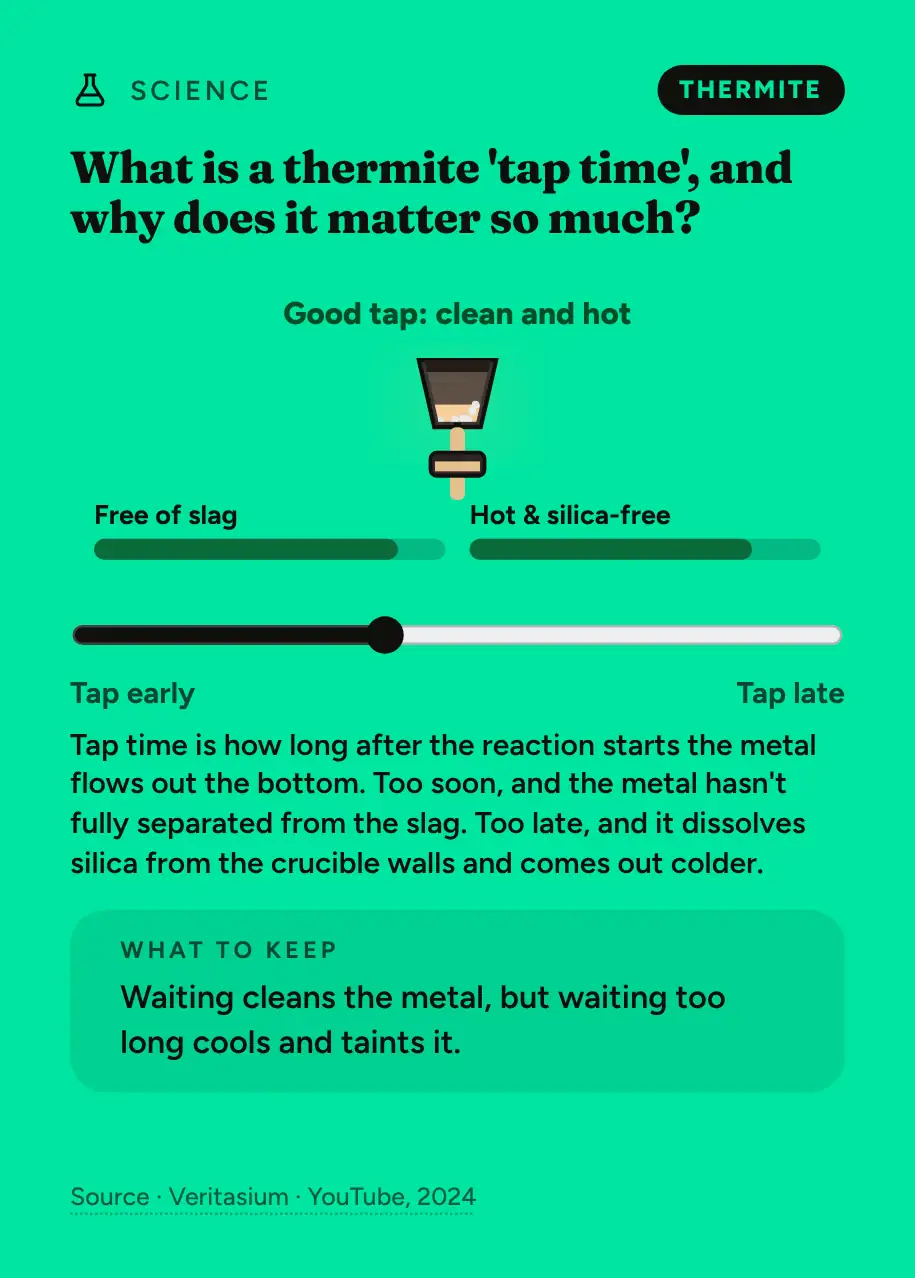 SCIENCE
THERMITE
What is a thermite 'tap time', and
why does it matter so much?
Good tap: clean and hot
Free of slag
Hot & silica-free
Tap early
Tap late
Tap time is how long after the reaction starts the metal
flows out the bottom. Too soon, and the metal hasn't
fully separated from the slag. Too late, and it dissolves
silica from the crucible walls and comes out colder.
WHAT TO KEEP
Waiting cleans the metal, but waiting too
long cools and taints it.
Source · Veritasium · YouTube, 2024